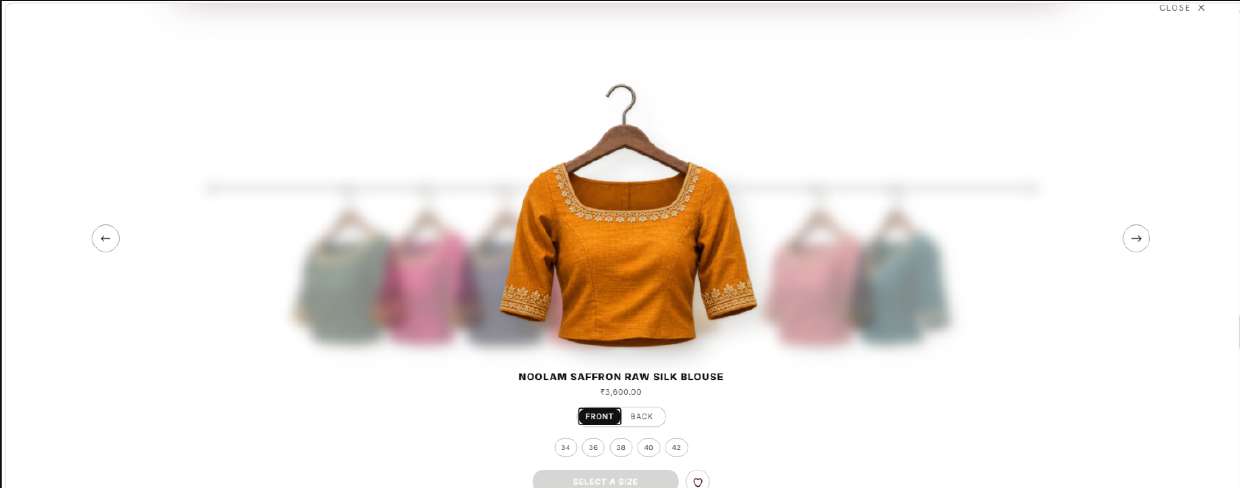 CLOSE ×
NOOLAM SAFFRON RAW SILK BLOUSE
₹3,600.00
FRONT BACK
34 36 38 40 42
SELECT A SIZE